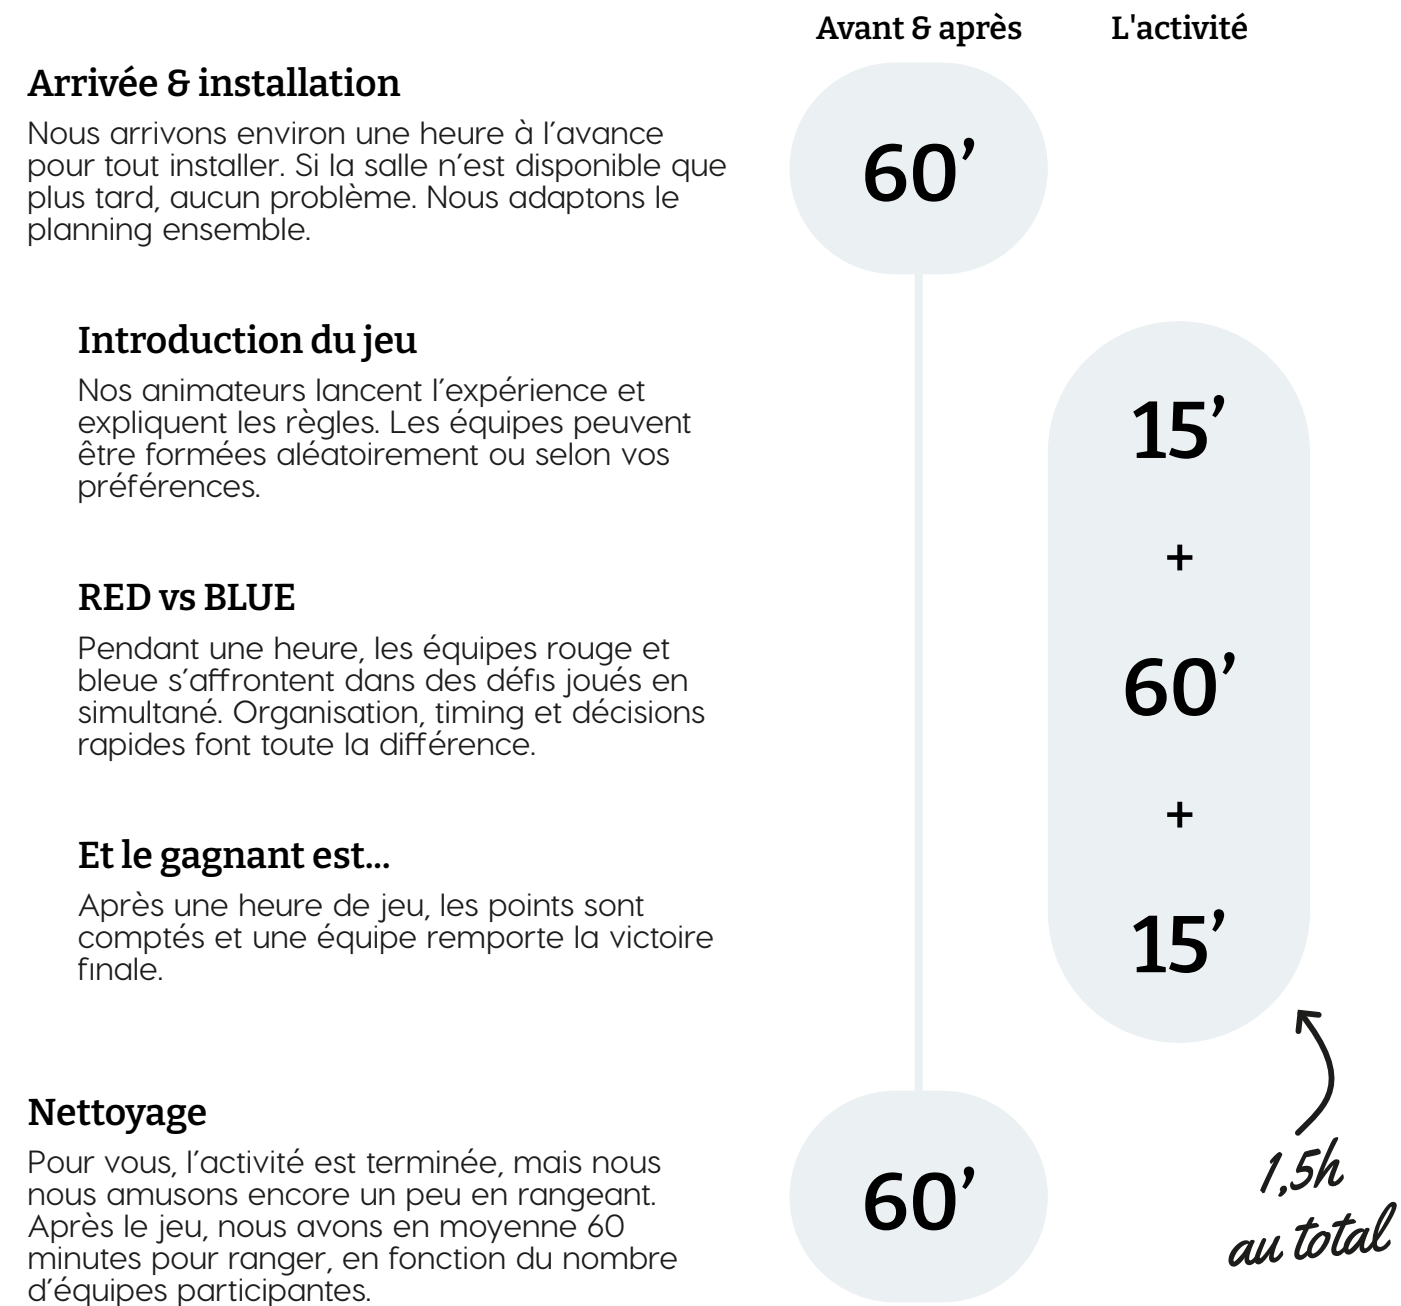 Avant & après
L'activité
Arrivée & installation
Nous arrivons environ une heure à l’avance
pour tout installer. Si la salle n’est disponible que
plus tard, aucun problème. Nous adaptons le
planning ensemble.
60’
Introduction du jeu
Nos animateurs lancent l’expérience et
expliquent les règles. Les équipes peuvent
être formées aléatoirement ou selon vos
préférences.
15’
+
RED vs BLUE
Pendant une heure, les équipes rouge et
bleue s’affrontent dans des défis joués en
simultané. Organisation, timing et décisions
rapides font toute la différence.
60’
+
Et le gagnant est...
Après une heure de jeu, les points sont
comptés et une équipe remporte la victoire
finale.
15’
Nettoyage
Pour vous, l’activité est terminée, mais nous
nous amusons encore un peu en rangeant.
Après le jeu, nous avons en moyenne 60
minutes pour ranger, en fonction du nombre
d’équipes participantes.
60’
1,5h
au total